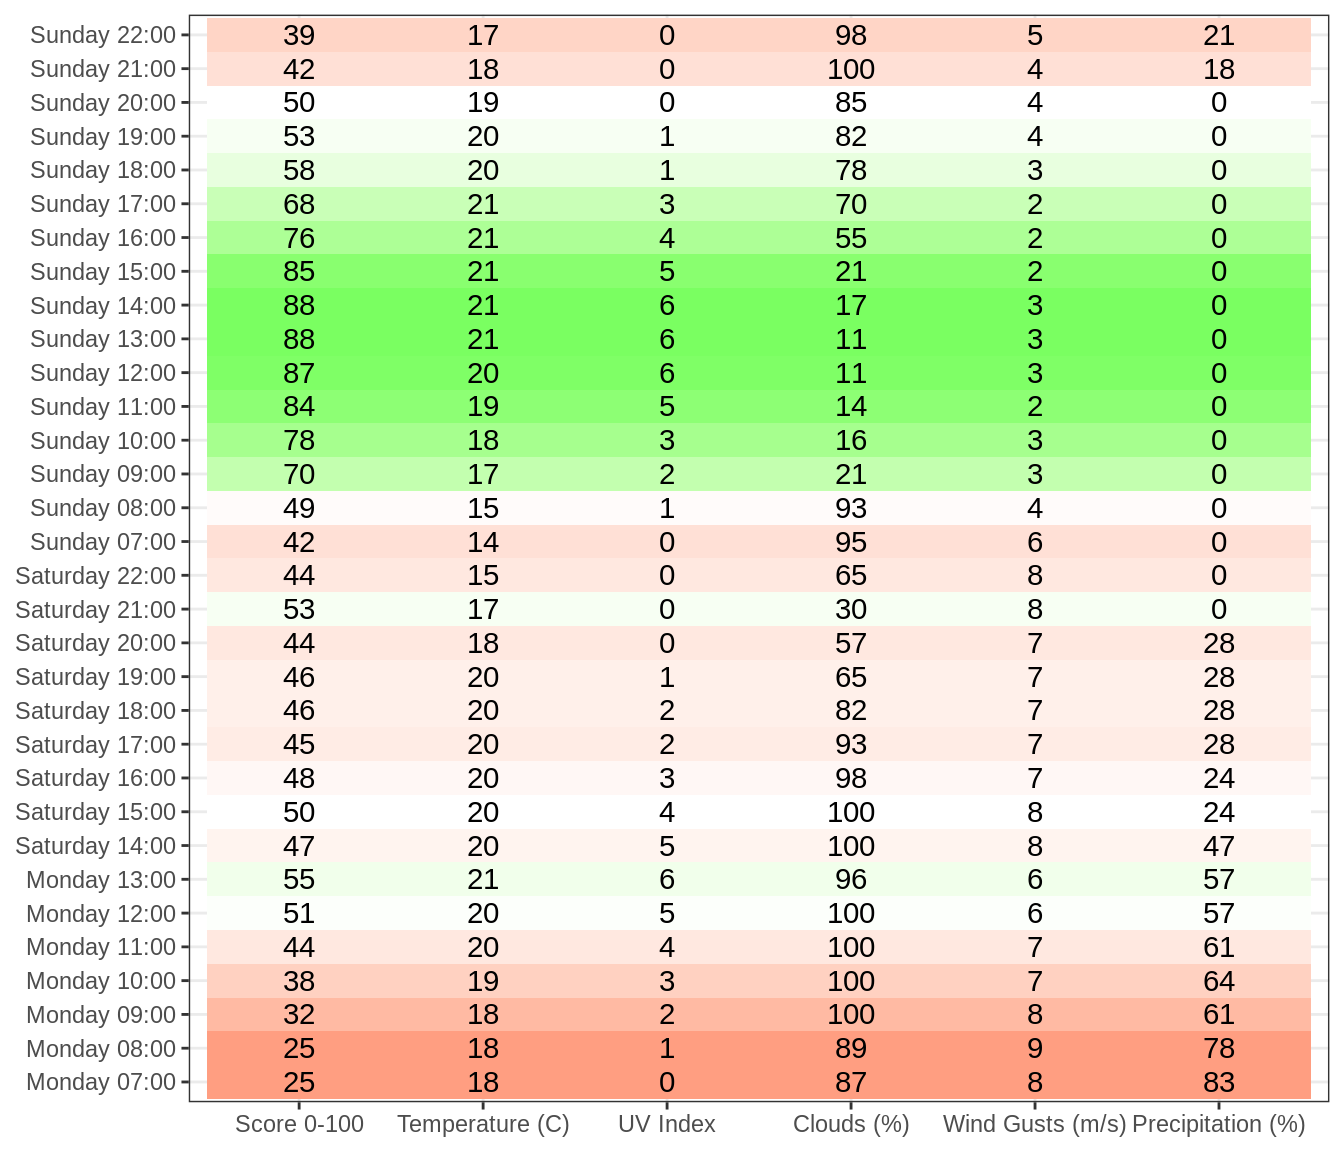 Sunday 22:00 39 17 0 98 5 21
Sunday 21:00 42 18 0 100 4 18
Sunday 20:00 50 19 0 85 4 0
Sunday 19:00 53 20 1 82 4 0
Sunday 18:00 58 20 1 78 3 0
Sunday 17:00 68 21 3 70 2 0
Sunday 16:00 76 21 4 55 2 0
Sunday 15:00 85 21 5 21 2 0
Sunday 14:00 88 21 6 17 3 0
Sunday 13:00 88 21 6 11 3 0
Sunday 12:00 87 20 6 11 3 0
Sunday 11:00 84 19 5 14 2 0
Sunday 10:00 78 18 3 16 3 0
Sunday 09:00 70 17 2 21 3 0
Sunday 08:00 49 15 1 93 4 0
Sunday 07:00 42 14 0 95 6 0
Saturday 22:00 44 15 0 65 8 0
Saturday 21:00 53 17 0 30 8 0
Saturday 20:00 44 18 0 57 7 28
Saturday 19:00 46 20 1 65 7 28
Saturday 18:00 46 20 2 82 7 28
Saturday 17:00 45 20 2 93 7 28
Saturday 16:00 48 20 3 98 7 24
Saturday 15:00 50 20 4 100 8 24
Saturday 14:00 47 20 5 100 8 47
Monday 13:00 55 21 6 96 6 57
Monday 12:00 51 20 5 100 6 57
Monday 11:00 44 20 4 100 7 61
Monday 10:00 38 19 3 100 7 64
Monday 09:00 32 18 2 100 8 61
Monday 08:00 25 18 1 89 9 78
Monday 07:00 25 18 0 87 8 83
Score 0-100 Temperature (C) UV Index Clouds (%) Wind Gusts (m/s) Precipitation (%)